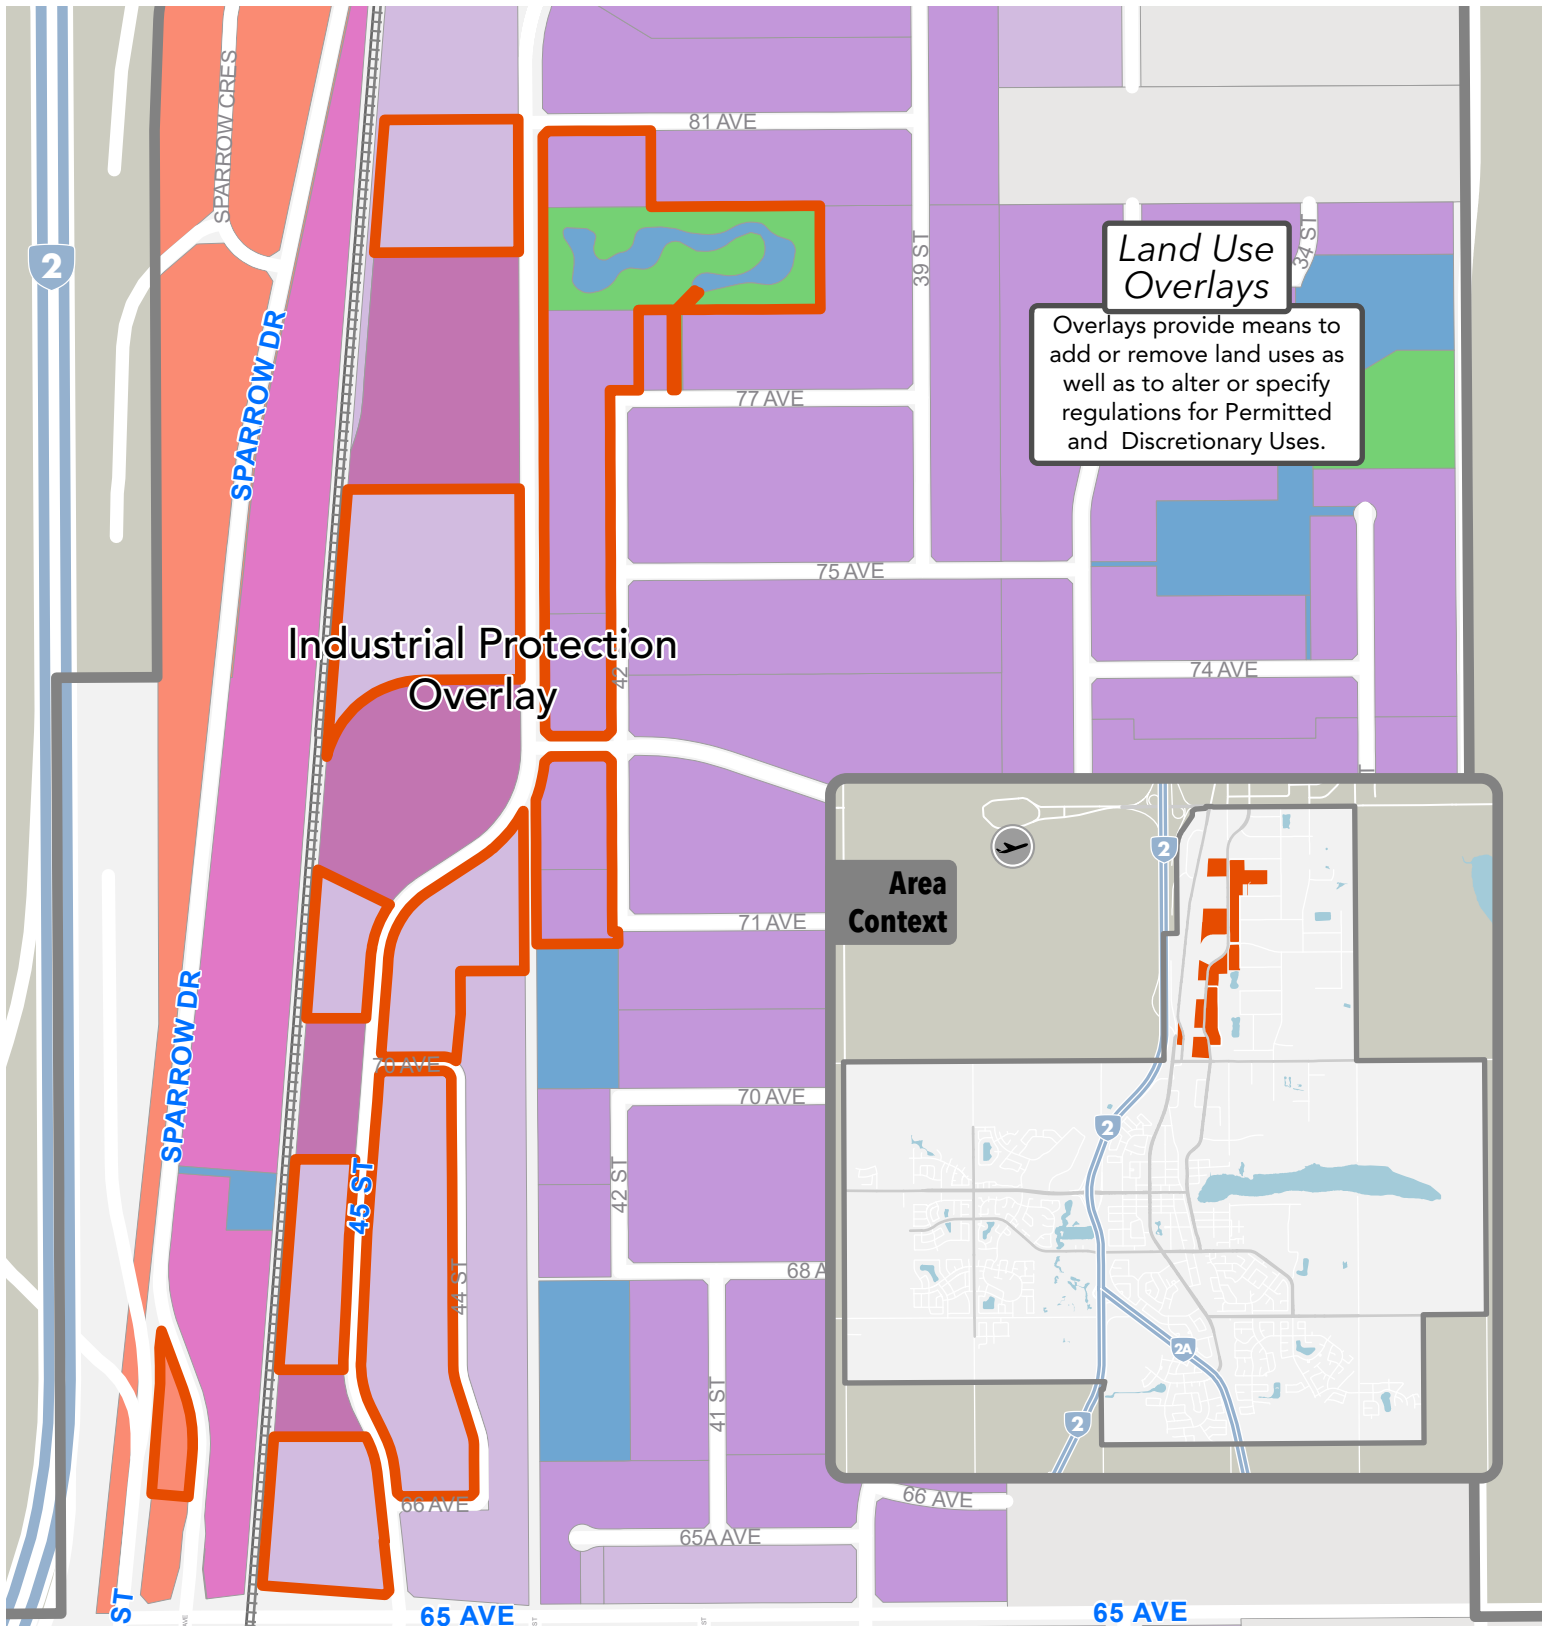 SPARROW CRES
81 AVE
2
39 ST
34 ST
Land Use
Overlays
Overlays provide means to
add or remove land uses as
well as to alter or specify
regulations for Permitted
and Discretionary Uses.
SPARROW DR
77 AVE
75 AVE
Industrial Protection
Overlay
42
74 AVE
Area
Context
2
71 AVE
SPARROW DR
70 AVE
70 AVE
2
45 ST
42 ST
44 ST
68 A
41 ST
2A
2
66 AVE
66 AVE
65A AVE
ST
65 AVE
65 AVE
AVE
ST
ST